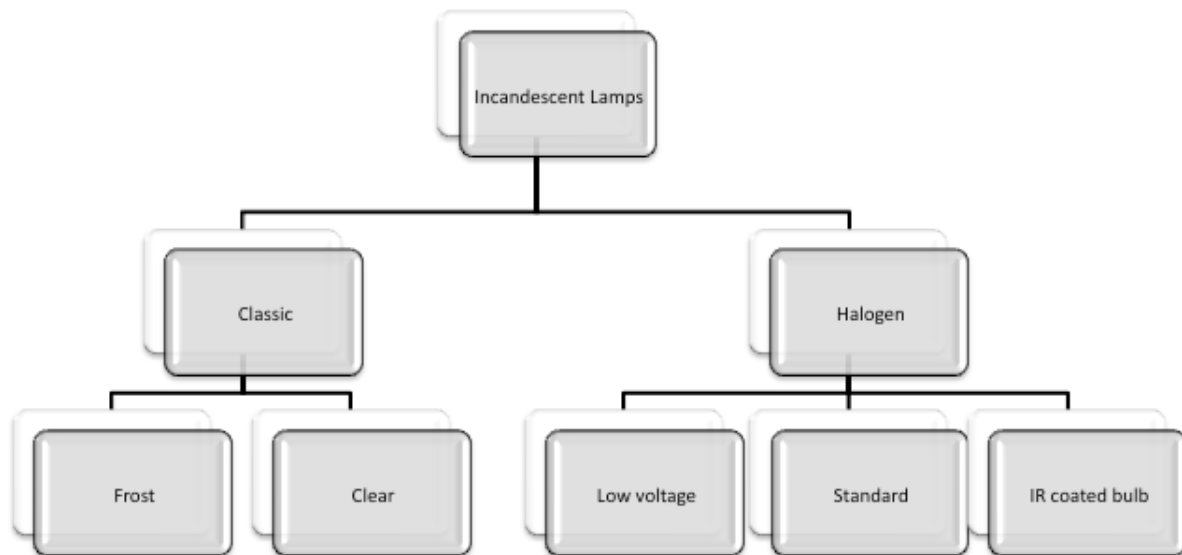 Incandescent Lamps
Classic
Halogen
Frost
Clear
Low voltage
Standard
IR coated bulb